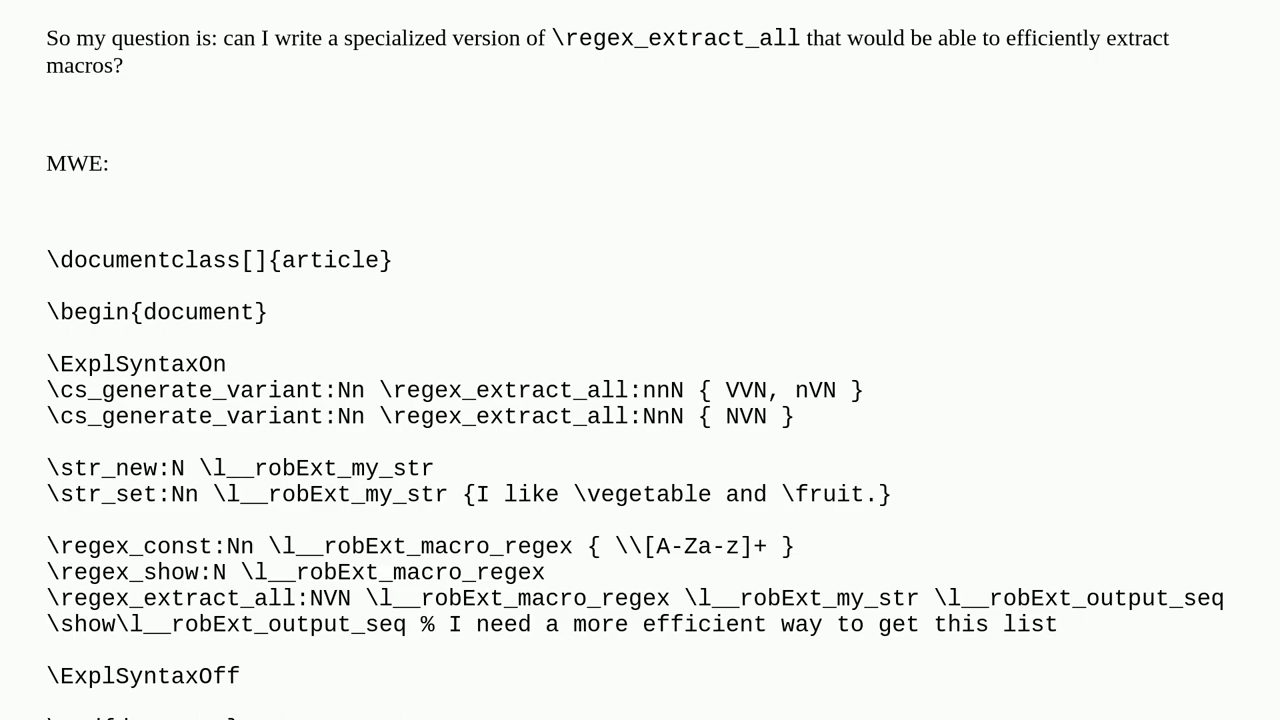 So my question is: can I write a specialized version of \regex_extract_all that would be able to efficiently extract
macros?
MWE:
\documentclass[]{article}
\begin{document}
\ExplSyntaxOn
\cs_generate_variant:Nn \regex_extract_all:nnN { VVN, nVN }
\cs_generate_variant:Nn \regex_extract_all:NnN { NVN }
\str_new:N \l__robExt_my_str
\str_set:Nn \l__robExt_my_str {I like \vegetable and \fruit.}
\regex_const:Nn \l__robExt_macro_regex { \\[A-Za-z]+ }
\regex_show:N \l__robExt_macro_regex
\regex_extract_all:NVN \l__robExt_macro_regex \l__robExt_my_str \l__robExt_output_seq
\show\l__robExt_output_seq % I need a more efficient way to get this list
\ExplSyntaxOff